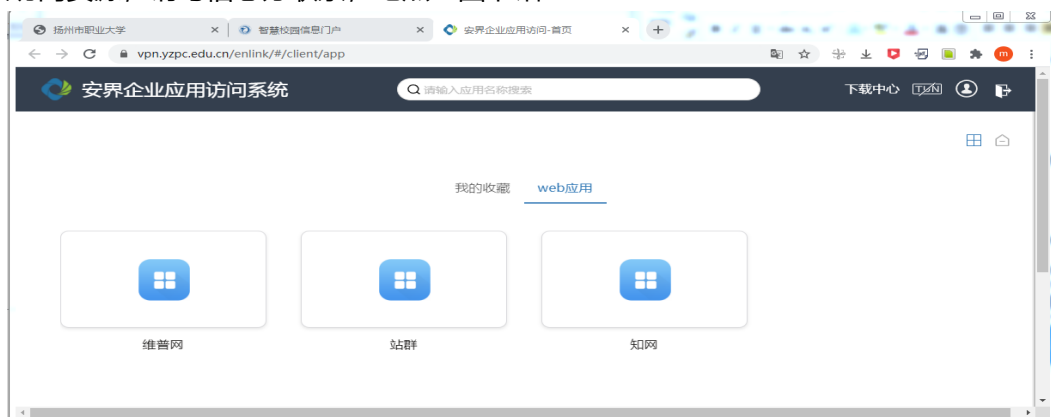 扬州市职业大学
智慧校园信息门户
安界企业应用访问-首页
vpn.yzpc.edu.cn/enlink/#/client/app
m
安界企业应用访问系统
请输入应用名称搜索
下载中心
我的收藏 web应用
维普网 站群 知网